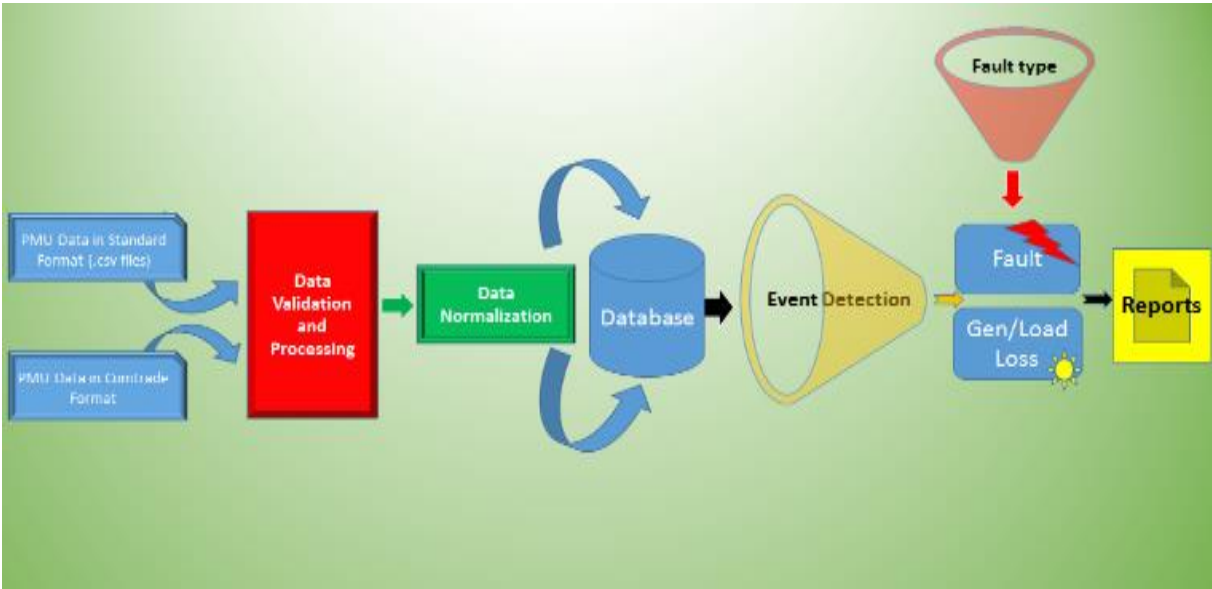 PMU Data in Standard
Format (.csv files)
PMU Data in Comtrade
Format
Data
Validation
and
Processing
Data
Normalization
Database
Event Detection
Fault type
Fault
Gen/Load
Loss
Reports